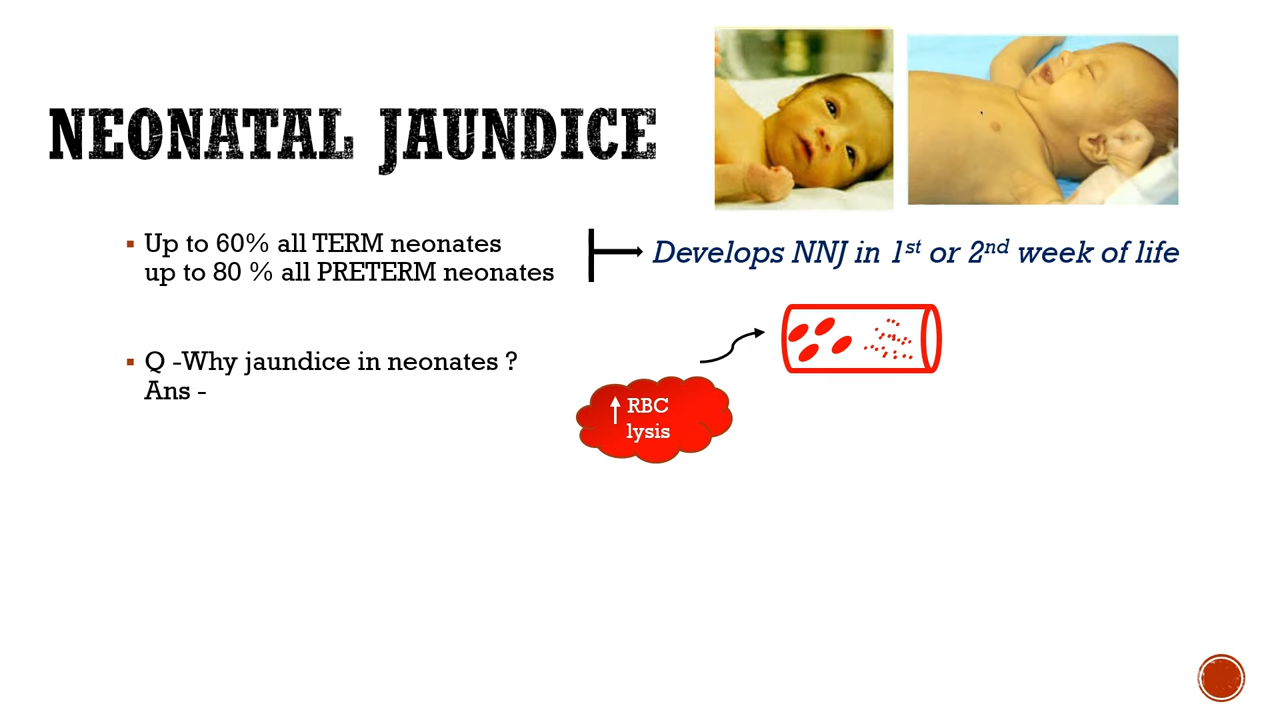 NEONATAL JAUNDICE
▪ Up to 60% all TERM neonates
up to 80 % all PRETERM neonates
Develops NNJ in 1st or 2nd week of life
▪ Q -Why jaundice in neonates ?
Ans -
↑ RBC
lysis